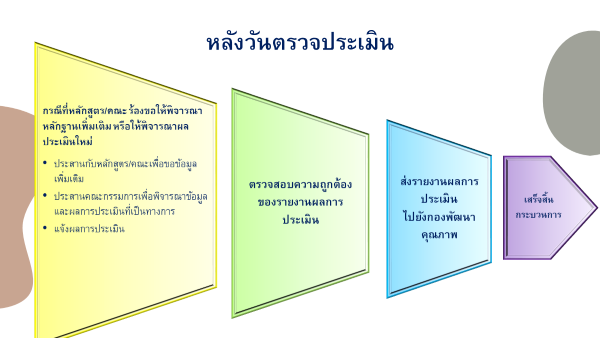 หลังวันตรวจประเมิน
กรณีที่หลักสูตร/คณะ ร้องขอให้พิจารณา
หลักฐานเพิ่มเติม หรือให้พิจารณาผล
ประเมินใหม่
• ประสานกับหลักสูตร/คณะเพื่อขอข้อมูล
เพิ่มเติม
• ประสานคณะกรรมการเพื่อพิจารณาข้อมูล
และผลการประเมินที่เป็นทางการ
• แจ้งผลการประเมิน
ตรวจสอบความถูกต้อง
ของรายงานผลการ
ประเมิน
ส่งรายงานผลการ
ประเมิน
ไปยังกองพัฒนา
คุณภาพ
เสร็จสิ้น
กระบวนการ